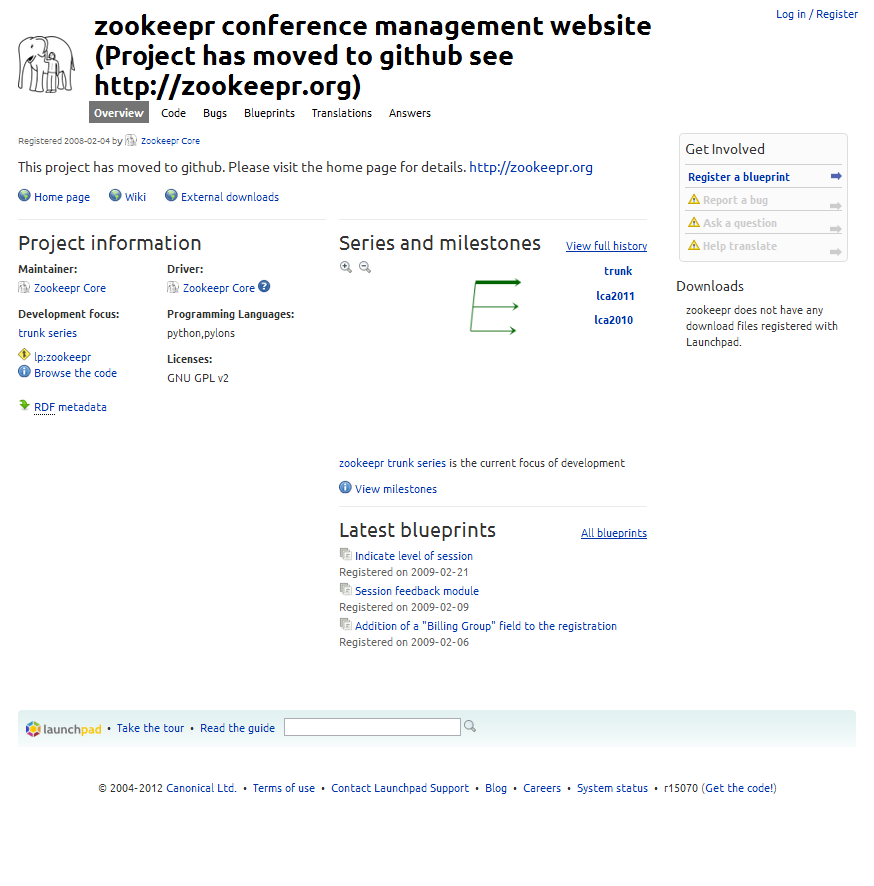 Log in / Register
zookeepr conference management website
(Project has moved to github see
http://zookeepr.org)
Overview Code Bugs Blueprints Translations Answers
Registered 2008-02-04 by Zookeepr Core
This project has moved to github. Please visit the home page for details. http://zookeepr.org
Home page Wiki External downloads
Project information
Maintainer:
Zookeepr Core
Driver:
Zookeepr Core
Development focus:
trunk series
Programming Languages:
python,pylons
lp:zookeepr
Browse the code
Licenses:
GNU GPL v2
RDF metadata
Series and milestones
View full history
trunk
lca2011
lca2010
zookeepr trunk series is the current focus of development
View milestones
Latest blueprints
All blueprints
Indicate level of session
Registered on 2009-02-21
Session feedback module
Registered on 2009-02-09
Addition of a "Billing Group" field to the registration
Registered on 2009-02-06
Get Involved
Register a blueprint
Report a bug
Ask a question
Help translate
Downloads
zookeepr does not have any
download files registered with
Launchpad.
launchpad • Take the tour • Read the guide
© 2004-2012 Canonical Ltd. • Terms of use • Contact Launchpad Support • Blog • Careers • System status • r15070 (Get the code!)